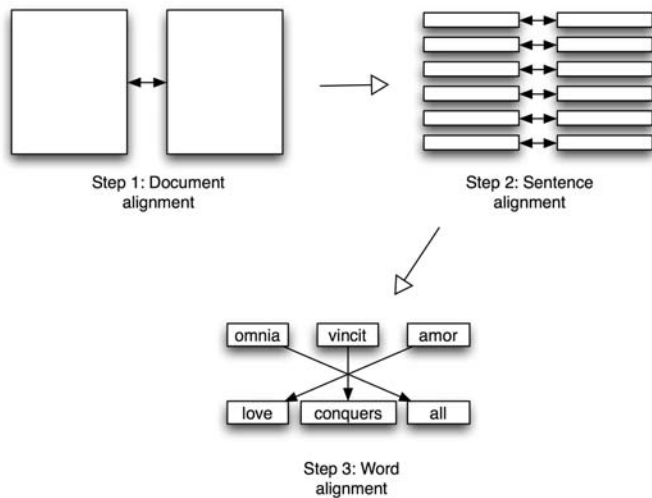 Step 1: Document
alignment
Step 2: Sentence
alignment
omnia vincit amor
love conquers all
Step 3: Word
alignment